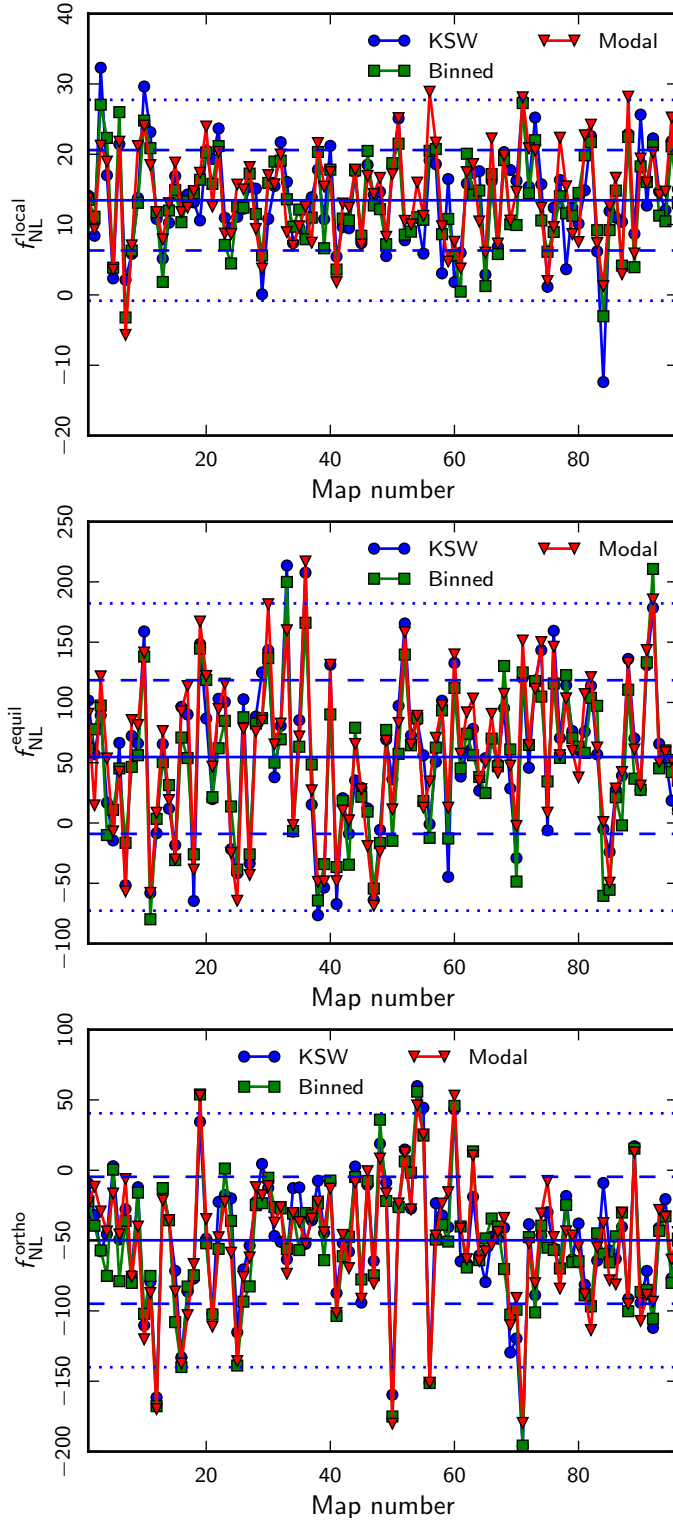 40
30
20
10
0
−10
−20
f_NL^local
KSW
Binned
Modal
20
40
60
80
Map number
250
200
150
100
50
0
−50
−100
f_NL^equil
KSW
Binned
Modal
20
40
60
80
Map number
100
50
0
−50
−100
−150
−200
f_NL^ortho
KSW
Binned
Modal
20
40
60
80
Map number